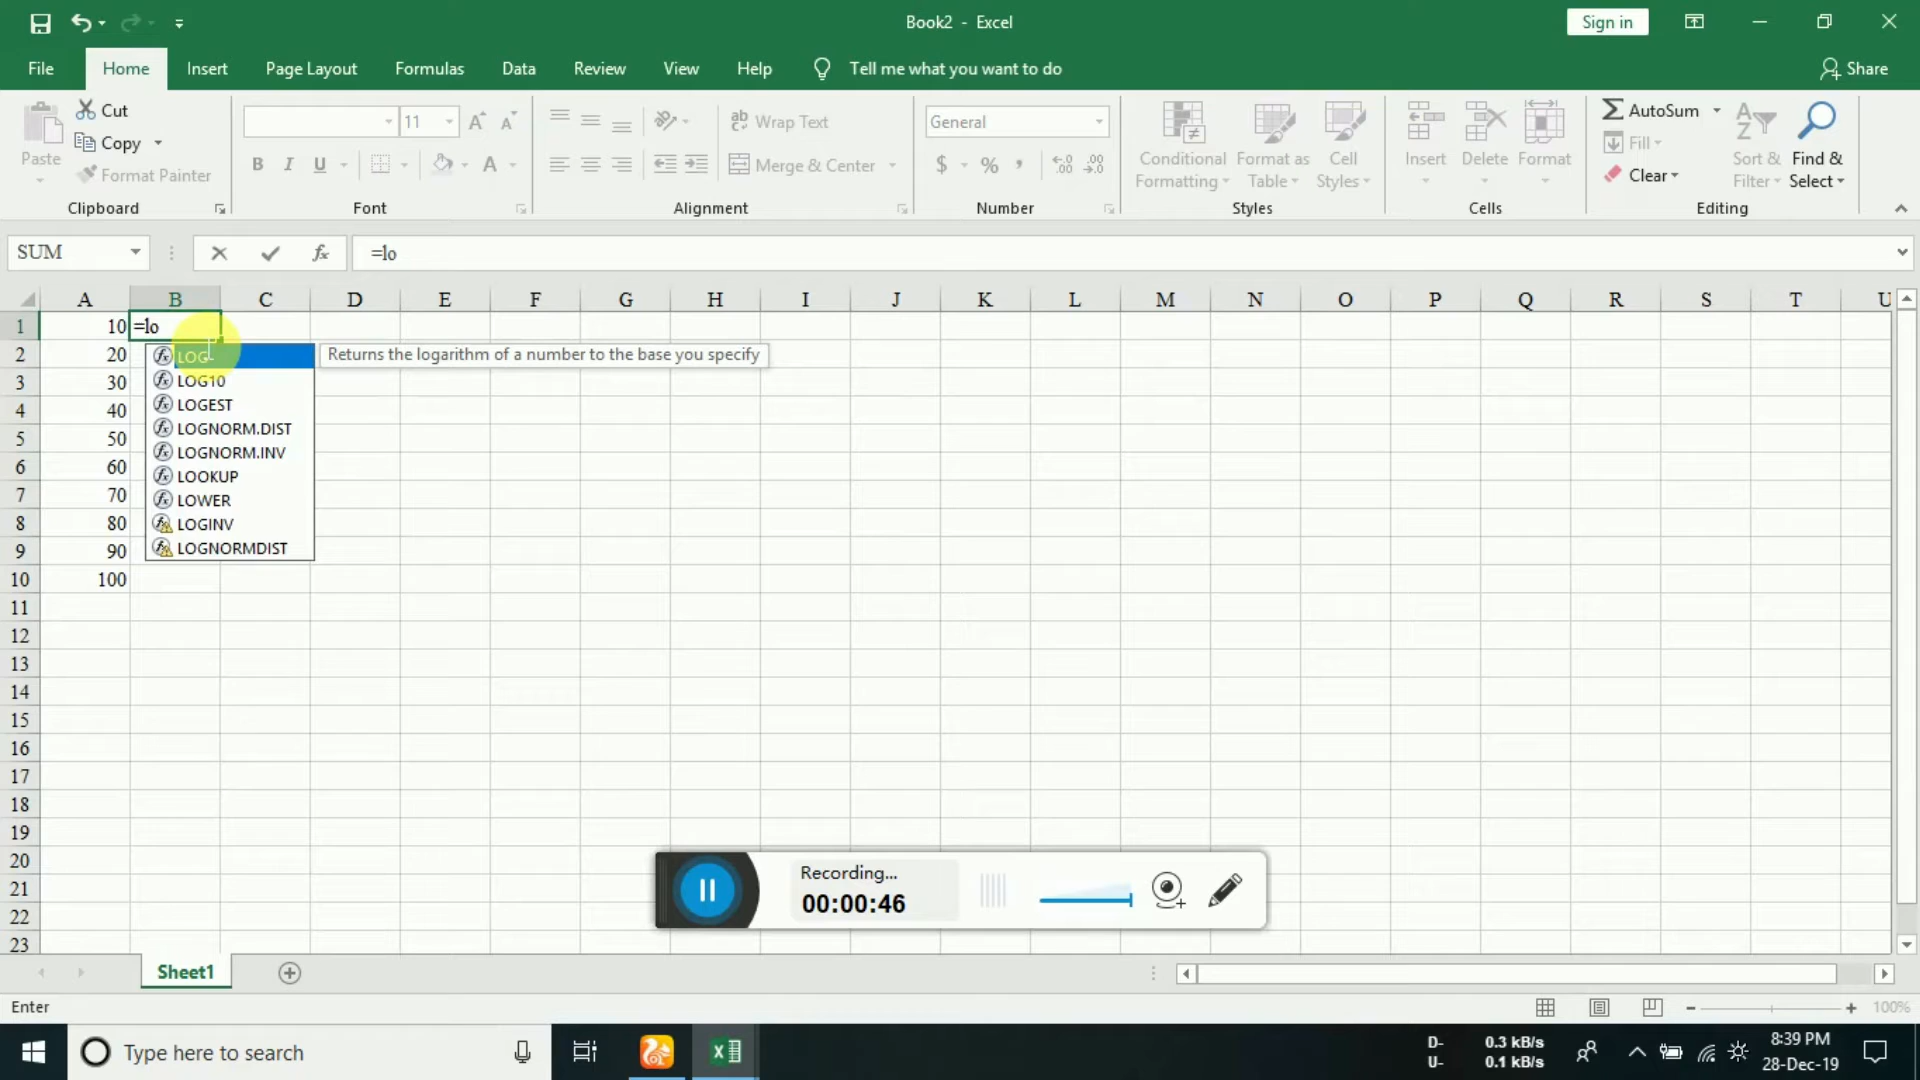 Book2 - Excel
Sign in
File Home Insert Page Layout Formulas Data Review View Help Tell me what you want to do
Share
Paste
Cut
Copy
Format Painter
Clipboard
11
B I U A
Font
ab Wrap Text
Merge & Center
Alignment
General
$ % ,
Number
Conditional Formatting
Format as Table
Cell Styles
Styles
Insert Delete Format
Cells
AutoSum
Fill
Clear
Sort & Filter
Find & Select
Editing
SUM fx =lo
A B C D E F G H I J K L M N O P Q R S T U
1 10 =lo
2 20
3 30
4 40
5 50
6 60
7 70
8 80
9 90
10 100
11
12
13
14
15
16
17
18
19
20
21
22
23
LOG
Returns the logarithm of a number to the base you specify
LOG10
LOGEST
LOGNORM.DIST
LOGNORM.INV
LOOKUP
LOWER
LOGINV
LOGNORMDIST
Recording...
00:00:46
Sheet1
Enter
100%
Type here to search
D- 0.3 kB/s
U- 0.1 kB/s
8:39 PM
28-Dec-19